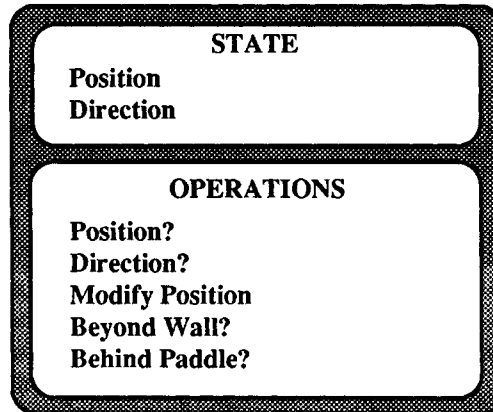 STATE
Position
Direction
OPERATIONS
Position?
Direction?
Modify Position
Beyond Wall?
Behind Paddle?